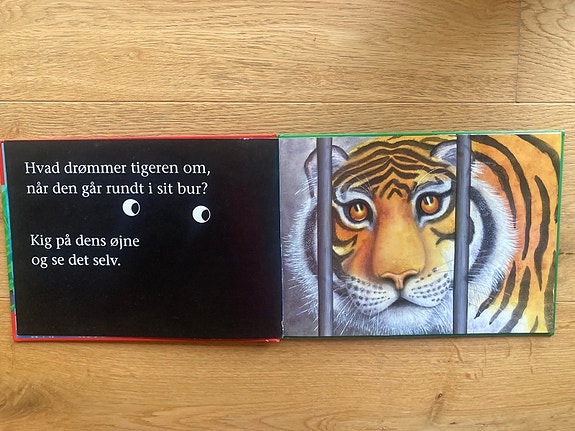 Hvad drømmer tigeren om,
når den går rundt i sit bur?
Kig på dens øjne
og se det selv.